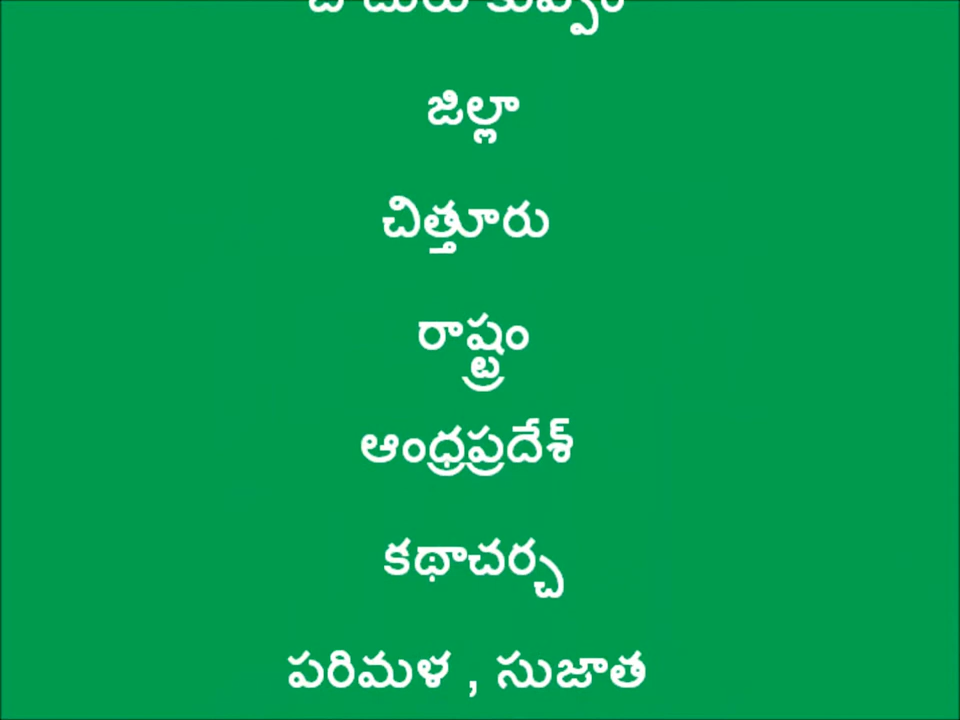 జిల్లా
చిత్తూరు
రాష్ట్రం
ఆంధ్రప్రదేశ్
కథాచర్చ
పరిమళ , సుజాత